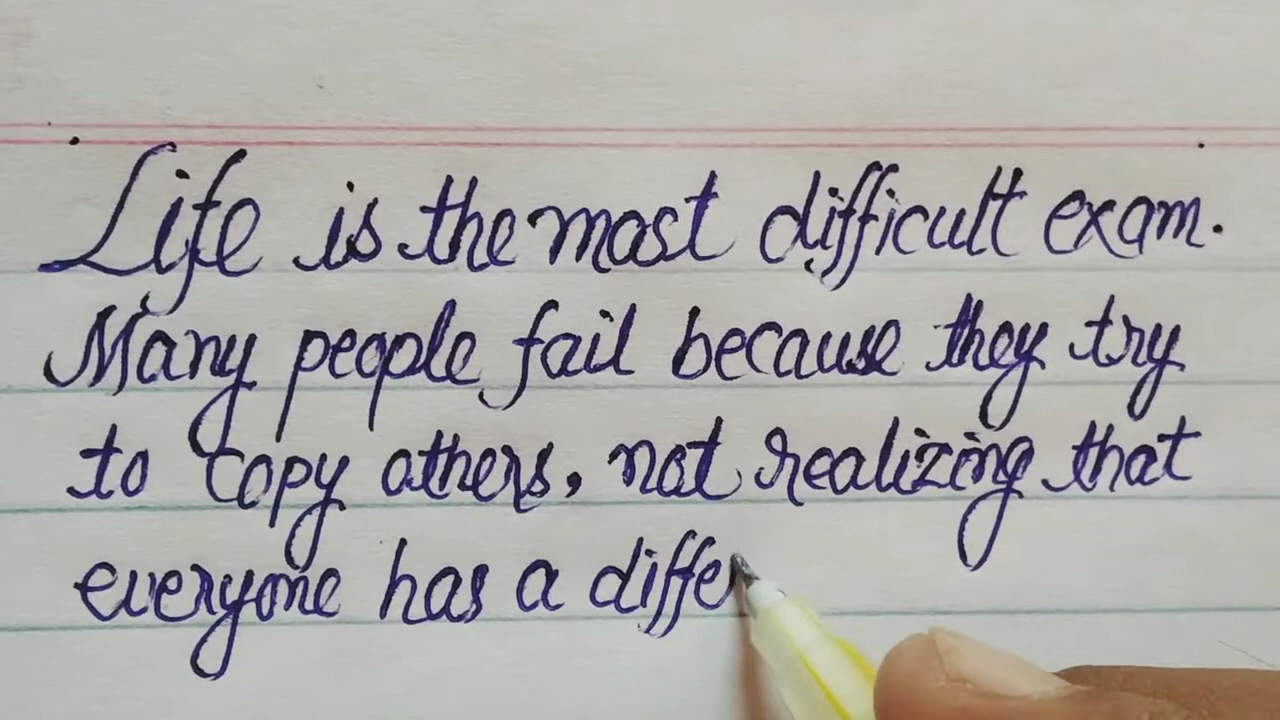 Life is the most difficult exam.
Many people fail because they try
to copy others, not realizing that
everyone has a diffe